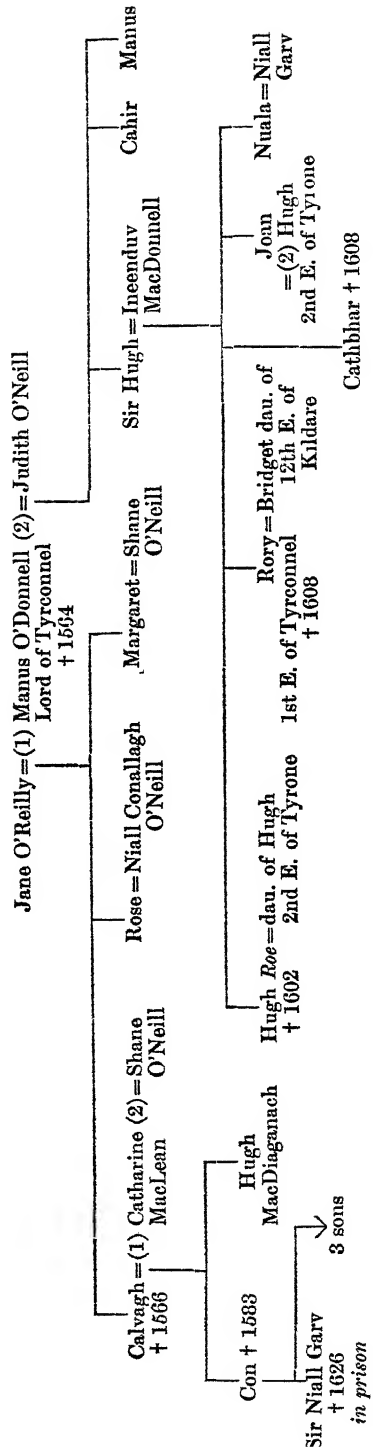 Jane O'Reilly=(1) Manus O'Donnell (2)=Judith O'Neill
Lord of Tyrconnel
†1564
Calvagh=(1) Catharine (2)=Shane
†1566 MacLean O'Neill
Rose=Niall Conallagh
O'Neill
Margaret=Shane
O'Neill
Sir Hugh=Ineenduv
MacDonnell
Cahir
Manus
Con †1583
Hugh
MacDiaganach
Hugh Roe=dau. of Hugh
†1602 2nd E. of Tyrone
Rory=Bridget dau. of
12th E. of
Kildare
1st E. of Tyrconnel
†1608
Joan
=(2) Hugh
2nd E. of Tyrone
Nuala=Niall
Garv
Cathbhar †1608
Sir Niall Garv
†1626
in prison
3 sons